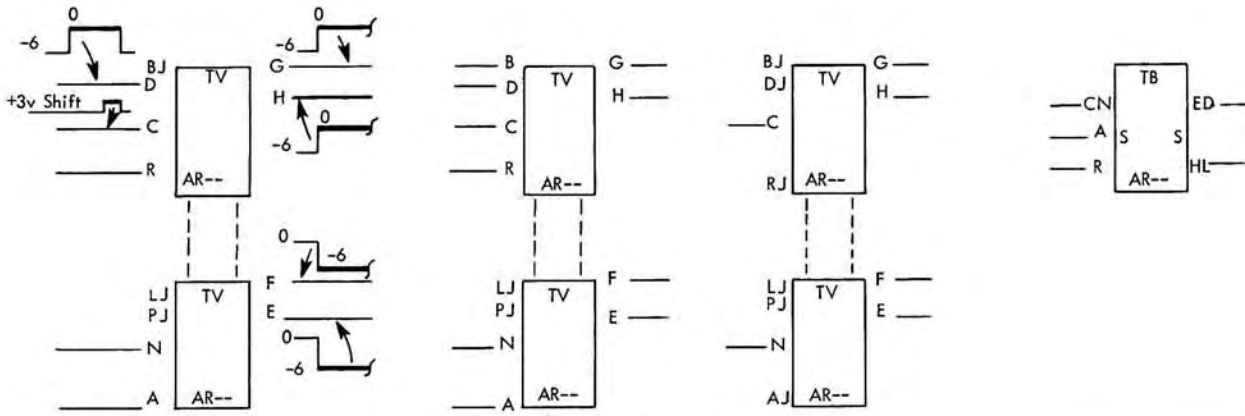 0
-6
BJ
D
+3v Shift
C
R
TV
AR--
0
-6
G
H
0
-6
LJ
PJ
N
A
TV
AR--
0
-6
F
E
0
-6
B
D
C
R
TV
AR--
G
H
LJ
PJ
N
A
TV
AR--
F
E
BJ
DJ
C
RJ
TV
AR--
G
H
LJ
PJ
N
AJ
TV
AR--
F
E
TB
CN
A
R
S
S
ED
HL
AR--